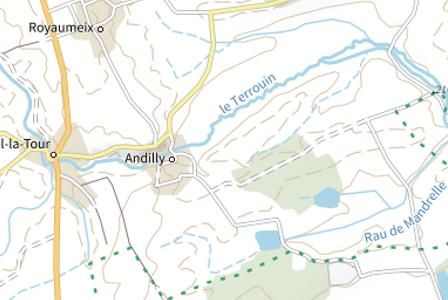 Royaumeix
le Terrouin
l-la-Tour
Andilly
Rau de Mandrelle